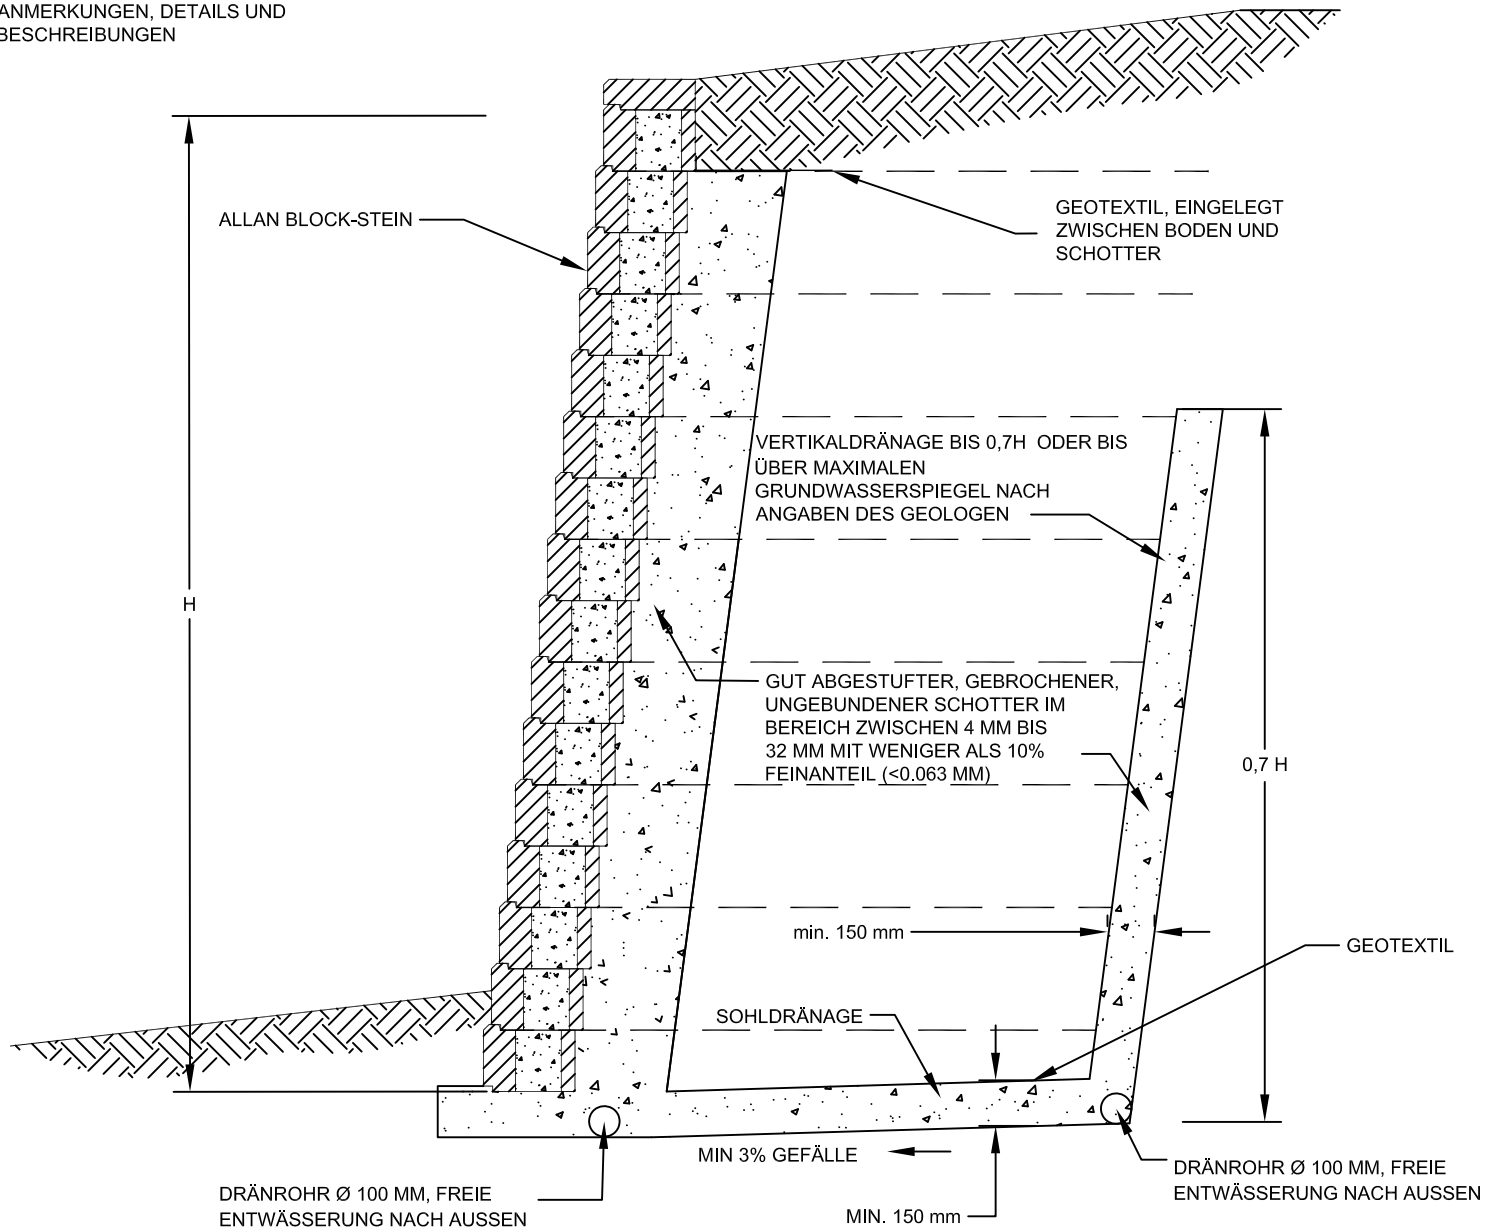 ANMERKUNGEN, DETAILS UND
BESCHREIBUNGEN
ALLAN BLOCK-STEIN
GEOTEXTIL, EINGELEGT
ZWISCHEN BODEN UND
SCHOTTER
VERTIKALDRÄNAGE BIS 0,7H ODER BIS
ÜBER MAXIMALEN
GRUNDWASSERSPIEGEL NACH
ANGABEN DES GEOLOGEN
H
GUT ABGESTUFTER, GEBROCHENER,
UNGEBUNDENER SCHOTTER IM
BEREICH ZWISCHEN 4 MM BIS
32 MM MIT WENIGER ALS 10%
FEINANTEIL (<0.063 MM)
0,7 H
min. 150 mm
GEOTEXTIL
SOHLDRÄNAGE
MIN 3% GEFÄLLE
DRÄNROHR Ø 100 MM, FREIE
ENTWÄSSERUNG NACH AUSSEN
MIN. 150 mm
DRÄNROHR Ø 100 MM, FREIE
ENTWÄSSERUNG NACH AUSSEN